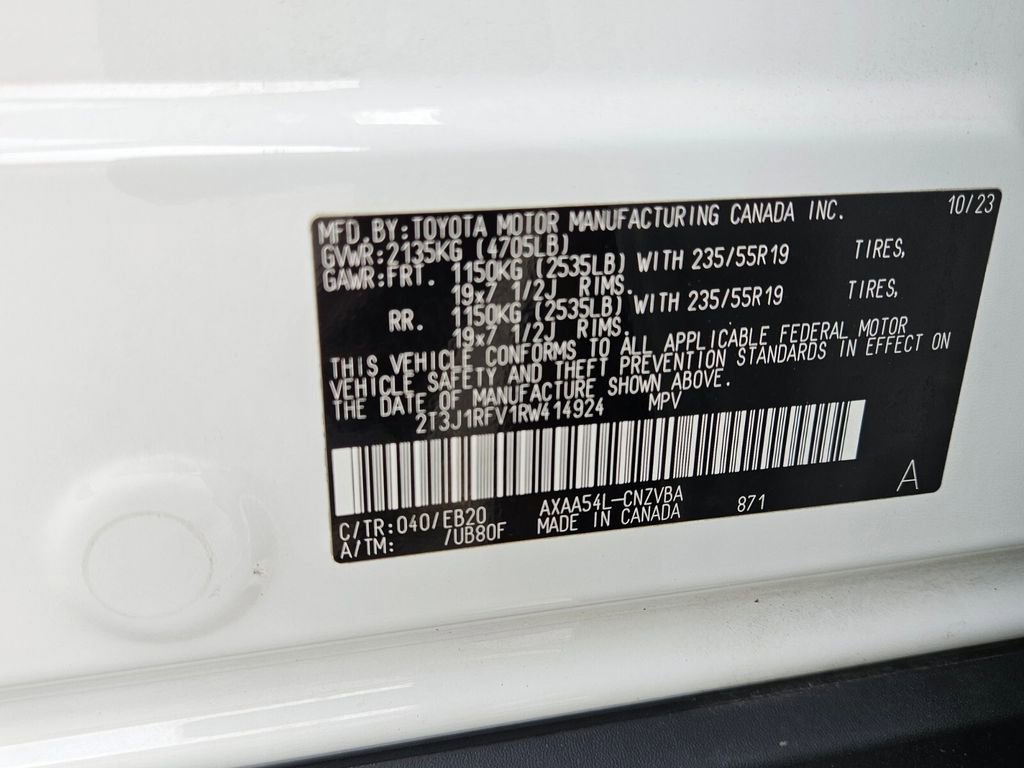 MFD.BY:TOYOTA MOTOR MANUFACTURING CANADA INC. 10/23
GVWR:2135KG (4705LB)
GAWR:FRT. 1150KG (2535LB) WITH 235/55R19 TIRES,
19x7 1/2J RIMS.
RR. 1150KG (2535LB) WITH 235/55R19 TIRES,
19x7 1/2J RIMS.
THIS VEHICLE CONFORMS TO ALL APPLICABLE FEDERAL MOTOR
VEHICLE SAFETY AND THEFT PREVENTION STANDARDS IN EFFECT ON
THE DATE OF MANUFACTURE SHOWN ABOVE.
2T3J1RFV1RW414924 MPV
C/TR:040/EB20 AXAA54L-CNZVBA 871 A
A/TM: /UB80F MADE IN CANADA